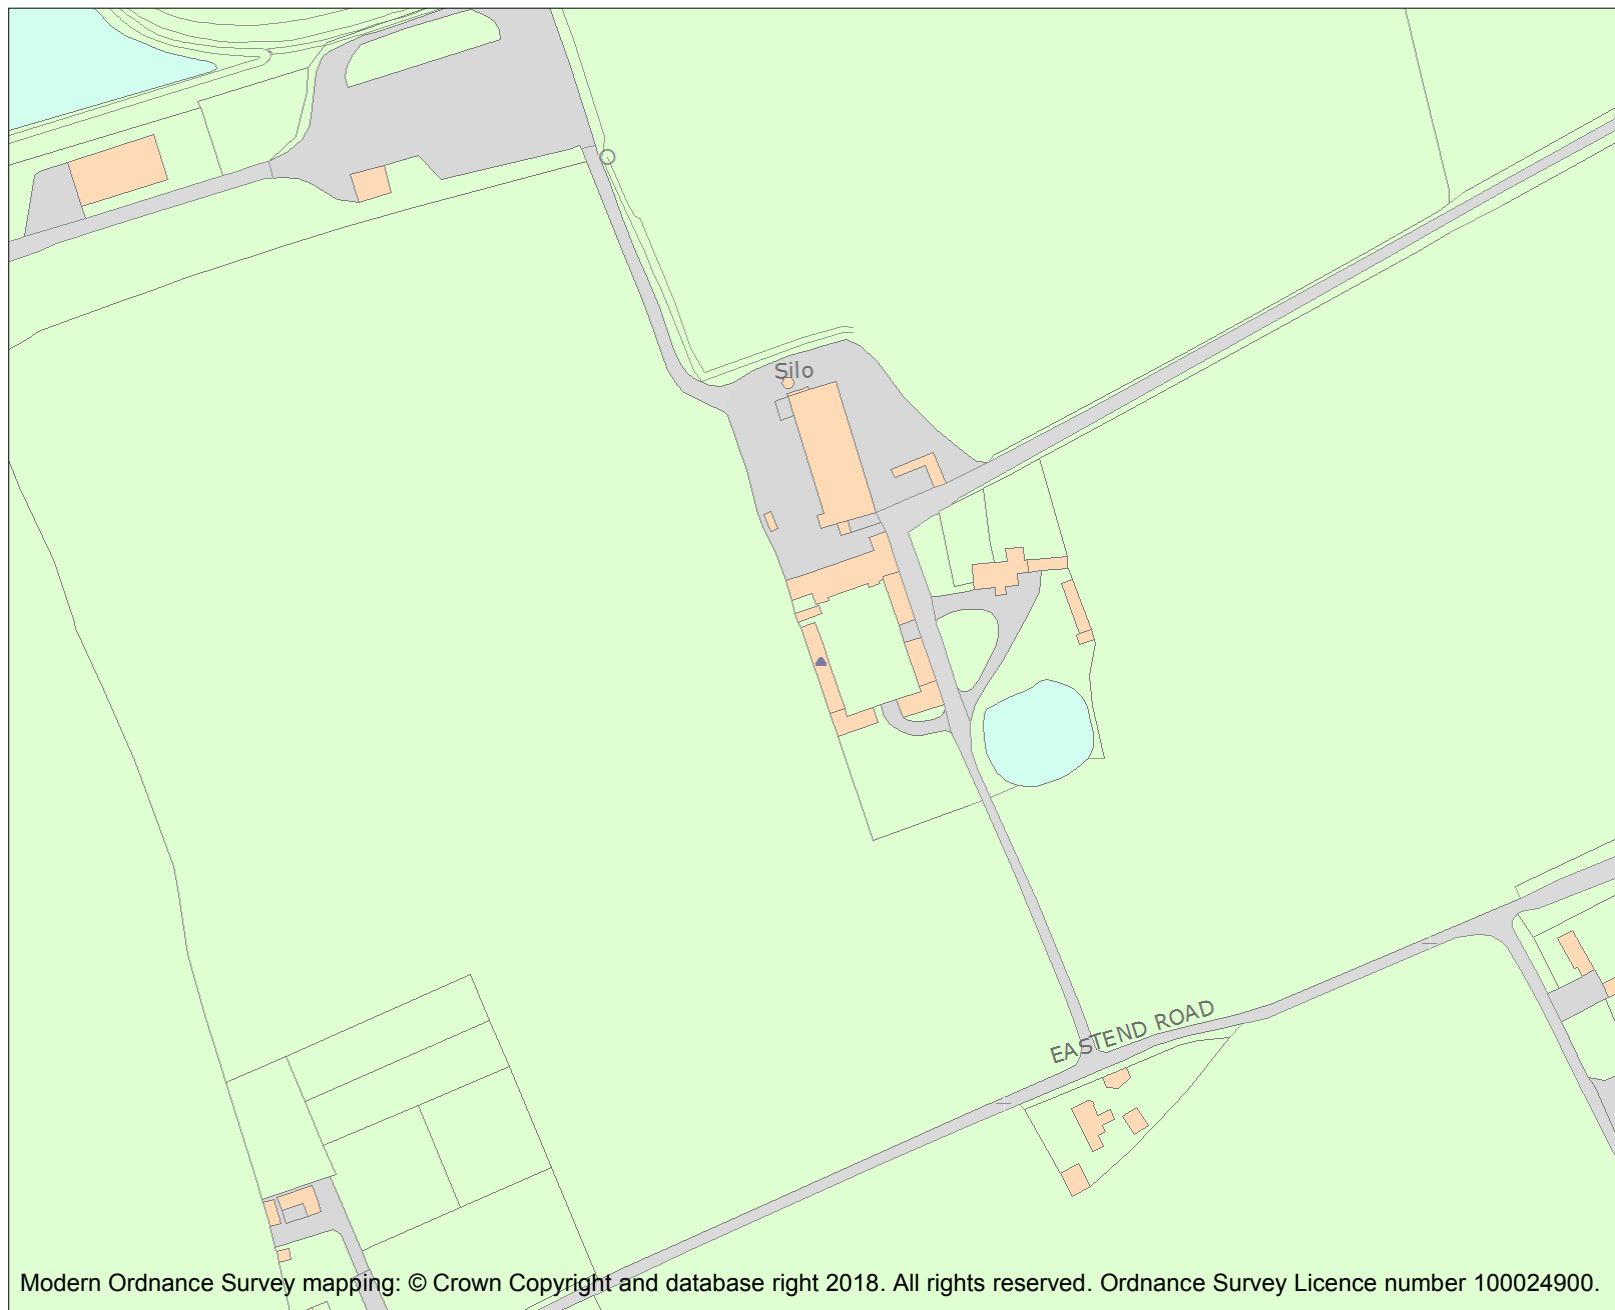 Silo
EASTEND ROAD
Modern Ordnance Survey mapping: © Crown Copyright and database right 2018. All rights reserved. Ordnance Survey Licence number 100024900.